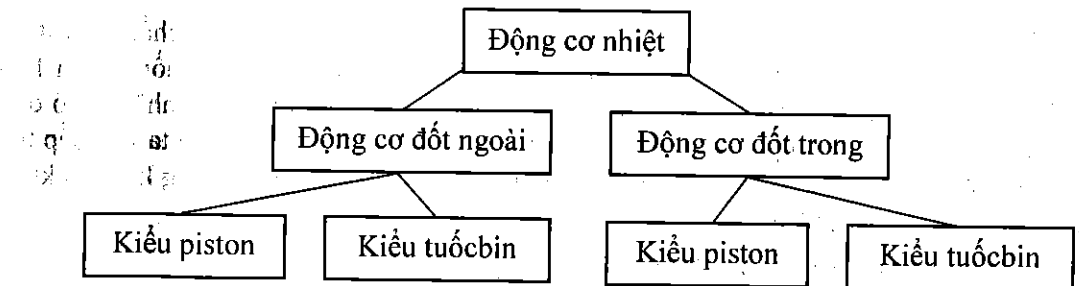 Động cơ nhiệt
Động cơ đốt ngoài
Động cơ đốt trong
Kiểu piston
Kiểu tuốcbin
Kiểu piston
Kiểu tuốcbin